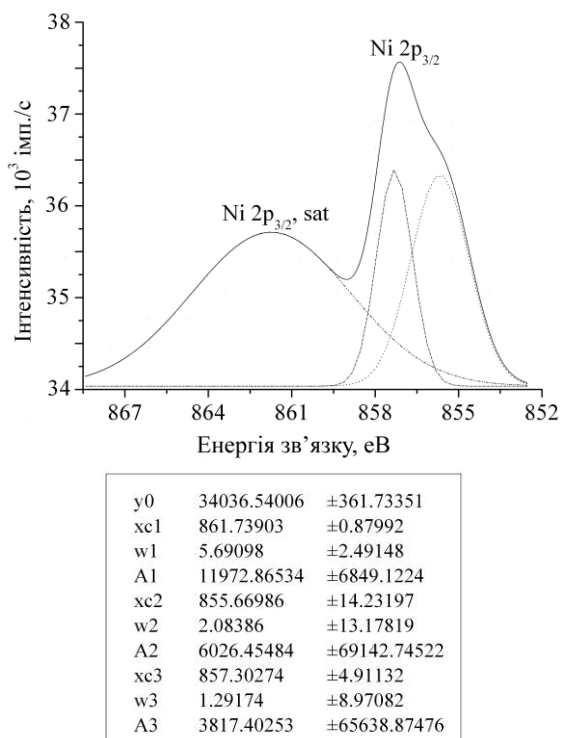 38
37
36
35
34
Інтенсивність, 10³ імп./с
Ni 2p3/2
Ni 2p3/2, sat
867 864 861 858 855 852
Енергія зв’язку, еВ
y0 34036.54006 ±361.73351
xc1 861.73903 ±0.87992
w1 5.69098 ±2.49148
A1 11972.86534 ±6849.1224
xc2 855.66986 ±14.23197
w2 2.08386 ±13.17819
A2 6026.45484 ±69142.74522
xc3 857.30274 ±4.91132
w3 1.29174 ±8.97082
A3 3817.40253 ±65638.87476